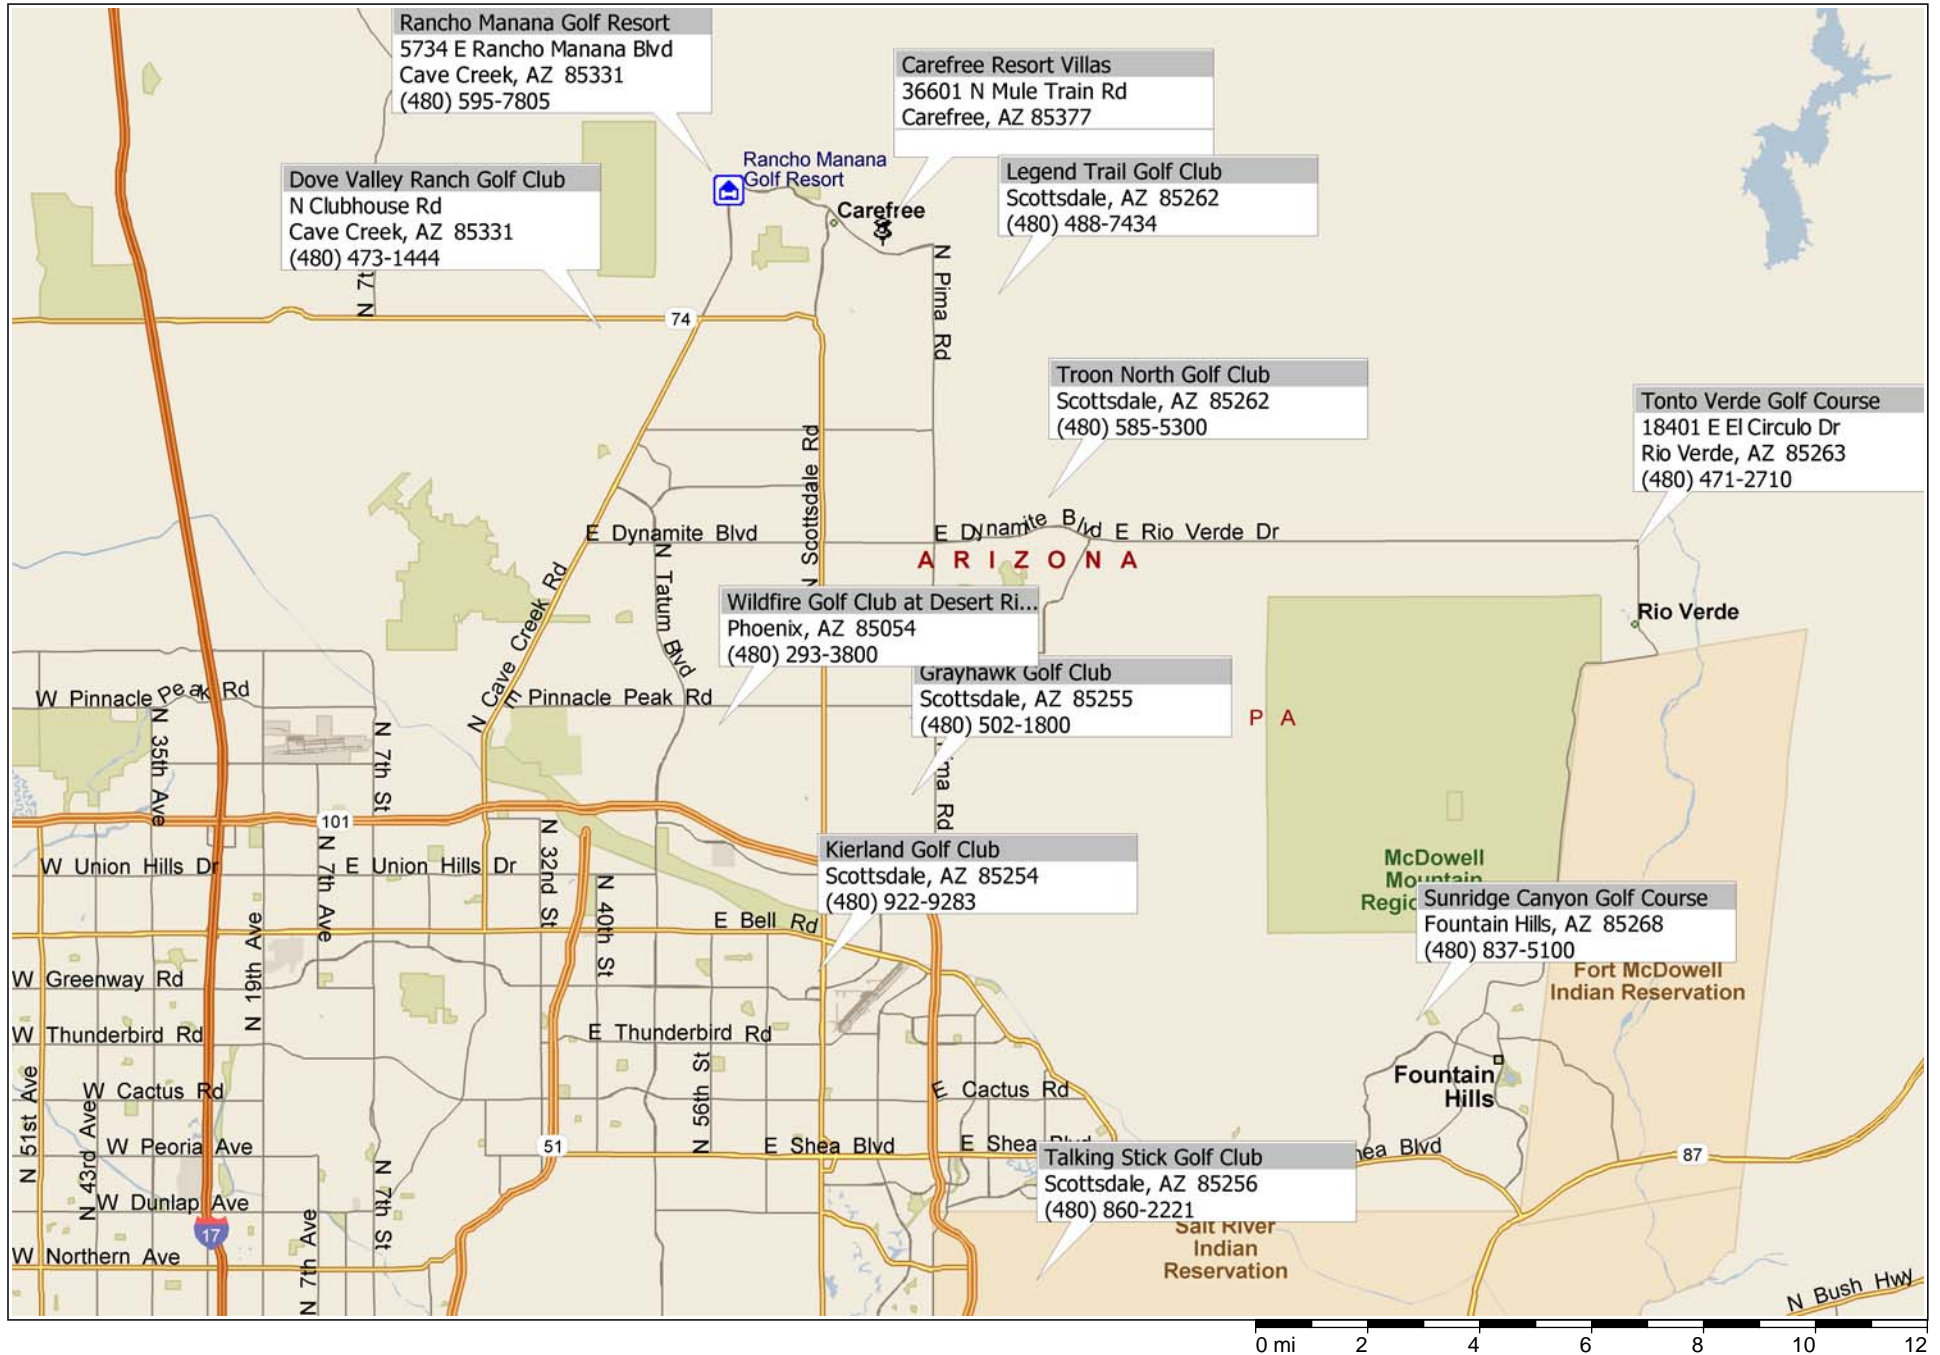 Rancho Manana Golf Resort
5734 E Rancho Manana Blvd
Cave Creek, AZ  85331
(480) 595-7805
Carefree Resort Villas
36601 N Mule Train Rd
Carefree, AZ 85377
Rancho Manana
Golf Resort
Dove Valley Ranch Golf Club
N Clubhouse Rd
Cave Creek, AZ  85331
(480) 473-1444
Legend Trail Golf Club
Scottsdale, AZ  85262
(480) 488-7434
Carefree
N 7t
N Pima Rd
74
Troon North Golf Club
Scottsdale, AZ  85262
(480) 585-5300
Tonto Verde Golf Course
18401 E El Circulo Dr
Rio Verde, AZ  85263
(480) 471-2710
N Scottsdale Rd
E Dynamite Blvd
E Dynamite Blvd
E Rio Verde Dr
ARIZONA
N Tatum Blvd
N Cave Creek Rd
Wildfire Golf Club at Desert Ri...
Phoenix, AZ  85054
(480) 293-3800
Rio Verde
Grayhawk Golf Club
Scottsdale, AZ  85255
(480) 502-1800
W Pinnacle Peak Rd
E Pinnacle Peak Rd
P A
N 35th Ave
N 7th St
ma Rd
101
W Union Hills Dr
N 7th Ave
E Union Hills Dr
N 32nd St
N 40th St
Kierland Golf Club
Scottsdale, AZ  85254
(480) 922-9283
McDowell
Mountain
Regio
Sunridge Canyon Golf Course
Fountain Hills, AZ  85268
(480) 837-5100
E Bell Rd
N 19th Ave
W Greenway Rd
Fort McDowell
Indian Reservation
W Thunderbird Rd
E Thunderbird Rd
N 51st Ave
N 43rd Ave
W Cactus Rd
N 56th St
E Cactus Rd
Fountain
Hills
W Peoria Ave
51
E Shea Blvd
E Shea Blvd
hea Blvd
87
Talking Stick Golf Club
Scottsdale, AZ  85256
(480) 860-2221
N 7th St
W Dunlap Ave
17
N 7th Ave
W Northern Ave
Salt River
Indian
Reservation
N Bush Hwy
0 mi 2 4 6 8 10 12